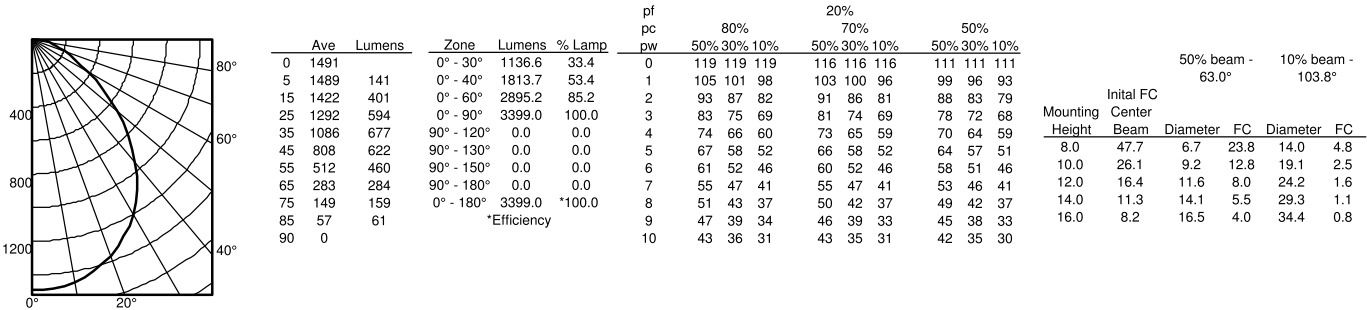 80°
400
60°
800
1200
40°
0° 20°
Ave Lumens
0 1491
5 1489 141
15 1422 401
25 1292 594
35 1086 677
45 808 622
55 512 460
65 283 284
75 149 159
85 57 61
90 0
Zone Lumens % Lamp
0° - 30° 1136.6 33.4
0° - 40° 1813.7 53.4
0° - 60° 2895.2 85.2
0° - 90° 3399.0 100.0
90° - 120° 0.0 0.0
90° - 130° 0.0 0.0
90° - 150° 0.0 0.0
90° - 180° 0.0 0.0
0° - 180° 3399.0 *100.0
*Efficiency
pf 20%
pc 80% 70% 50%
pw 50% 30% 10% 50% 30% 10% 50% 30% 10%
0 119 119 119 116 116 116 111 111 111
1 105 101 98 103 100 96 99 96 93
2 93 87 82 91 86 81 88 83 79
3 83 75 69 81 74 69 78 72 68
4 74 66 60 73 65 59 70 64 59
5 67 58 52 66 58 52 64 57 51
6 61 52 46 60 52 46 58 51 46
7 55 47 41 55 47 41 53 46 41
8 51 43 37 50 42 37 49 42 37
9 47 39 34 46 39 33 45 38 33
10 43 36 31 43 35 31 42 35 30
50% beam - 10% beam -
63.0° 103.8°
Inital FC
Mounting Center
Height Beam Diameter FC Diameter FC
8.0 47.7 6.7 23.8 14.0 4.8
10.0 26.1 9.2 12.8 19.1 2.5
12.0 16.4 11.6 8.0 24.2 1.6
14.0 11.3 14.1 5.5 29.3 1.1
16.0 8.2 16.5 4.0 34.4 0.8